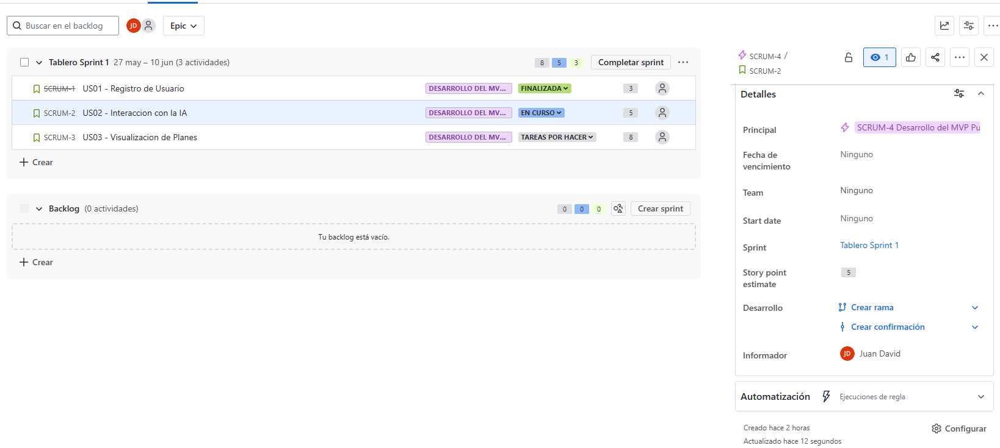 Buscar en el backlog
JD
Epic
Tablero Sprint 1 27 may – 10 jun (3 actividades)
8 5 3
Completar sprint
SCRUM-1 US01 - Registro de Usuario DESARROLLO DEL MV... FINALIZADA 3
SCRUM-2 US02 - Interaccion con la IA DESARROLLO DEL MV... EN CURSO 5
SCRUM-3 US03 - Visualizacion de Planes DESARROLLO DEL MV... TAREAS POR HACER 8
Crear
Backlog (0 actividades)
0 0 0
Crear sprint
Tu backlog está vacío.
Crear
SCRUM-4 /
SCRUM-2
1
Detalles
Principal
SCRUM-4 Desarrollo del MVP Pu
Fecha de
vencimiento
Ninguno
Team
Ninguno
Start date
Ninguno
Sprint
Tablero Sprint 1
Story point
estimate
5
Desarrollo
Crear rama
Crear confirmación
Informador
JD Juan David
Automatización
Ejecuciones de regla
Creado hace 2 horas
Configurar
Actualizado hace 12 segundos